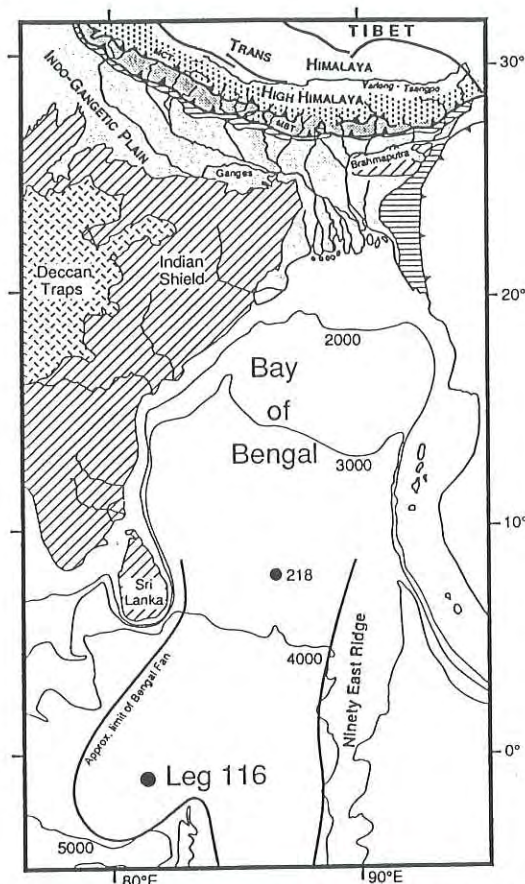 TIBET
TRANS
HIMALAYA
30°
MCT
HIGH HIMALAYA
Yarlong - Tsangpo
INDO-GANGETIC PLAIN
MBT
Brahmaputra
Ganges
Deccan
Traps
Indian
Shield
20°
2000
Bay
of
Bengal
3000
10°
218
Sri
Lanka
4000
Ninety East Ridge
Approx. limit of Bengal Fan
0°
Leg 116
5000
80°E
90°E